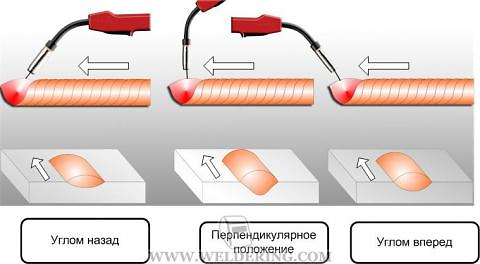 Углом назад
Перпендикулярное
положение
Углом вперед
WWW.WELDERING.COM